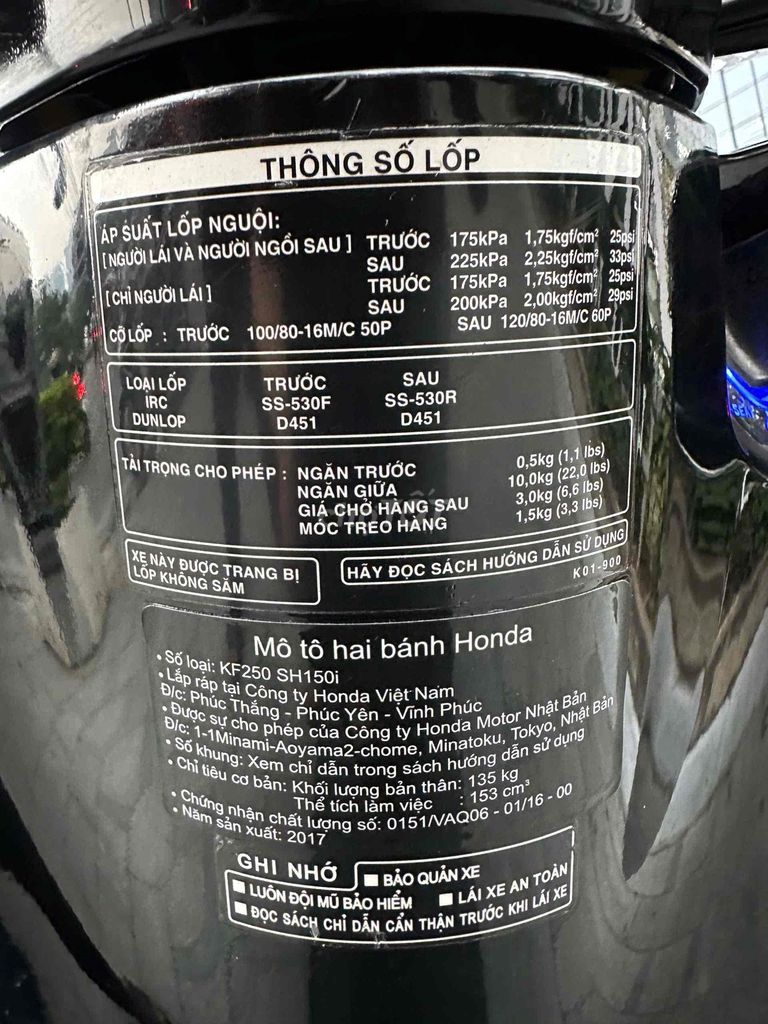 THÔNG SỐ LỐP
ÁP SUẤT LỐP NGUỘI:
[NGƯỜI LÁI VÀ NGƯỜI NGỒI SAU] TRƯỚC 175kPa 1,75kgf/cm² 25psi
SAU 225kPa 2,25kgf/cm² 33psi
[CHỈ NGƯỜI LÁI] TRƯỚC 175kPa 1,75kgf/cm² 25psi
SAU 200kPa 2,00kgf/cm² 29psi
CỠ LỐP : TRƯỚC 100/80-16M/C 50P SAU 120/80-16M/C 60P
LOẠI LỐP TRƯỚC SAU
IRC SS-530F SS-530R
DUNLOP D451 D451
TẢI TRỌNG CHO PHÉP : NGĂN TRƯỚC 0,5kg (1,1 lbs)
NGĂN GIỮA 10,0kg (22,0 lbs)
GIÁ CHỞ HÀNG SAU 3,0kg (6,6 lbs)
MÓC TREO HÀNG 1,5kg (3,3 lbs)
XE NÀY ĐƯỢC TRANG BỊ
LỐP KHÔNG SĂM
HÃY ĐỌC SÁCH HƯỚNG DẪN SỬ DỤNG
K01-900
Mô tô hai bánh Honda
• Số loại: KF250 SH150i
• Lắp ráp tại Công ty Honda Việt Nam
Đ/c: Phúc Thắng - Phúc Yên - Vĩnh Phúc
• Được sự cho phép của Công ty Honda Motor Nhật Bản
Đ/c: 1-1Minami-Aoyama2-chome, Minatoku, Tokyo, Nhật Bản
• Số khung: Xem chỉ dẫn trong sách hướng dẫn sử dụng
• Chỉ tiêu cơ bản: Khối lượng bản thân: 135 kg
Thể tích làm việc : 153 cm³
• Chứng nhận chất lượng số: 0151/VAQ06 - 01/16 - 00
• Năm sản xuất: 2017
GHI NHỚ
■ BẢO QUẢN XE
■ LUÔN ĐỘI MŨ BẢO HIỂM ■ LÁI XE AN TOÀN
■ ĐỌC SÁCH CHỈ DẪN CẨN THẬN TRƯỚC KHI LÁI XE